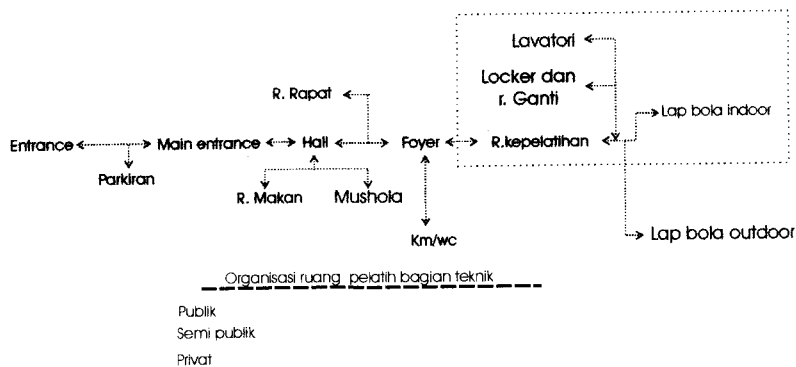 Lavatori
Locker dan
r. Ganti
R. Rapat
Lap bola indoor
Entrance
Main entrance
Hall
Foyer
R.kepelatihan
Parkiran
R. Makan
Mushola
Km/wc
Lap bola outdoor
Organisasi ruang pelatih bagian teknik
Publik
Semi publik
Privat